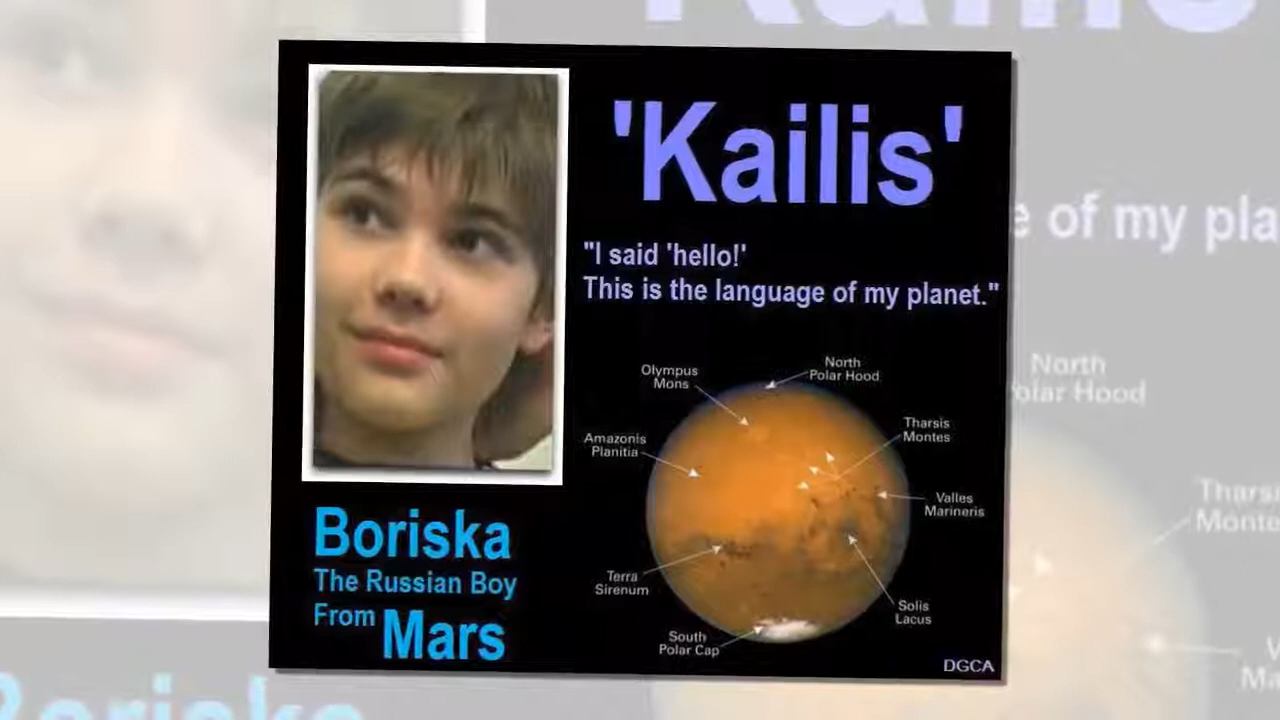 'Kailis'
"I said 'hello!'
This is the language of my planet."
Olympus
Mons
North
Polar Hood
Amazonis
Planitia
Tharsis
Montes
Valles
Marineris
Terra
Sirenum
Solis
Lacus
South
Polar Cap
Boriska
The Russian Boy
From Mars
DGCA
e of my pla
North
olar Hood
Tharsi
Monte
V
Ma
Boriska